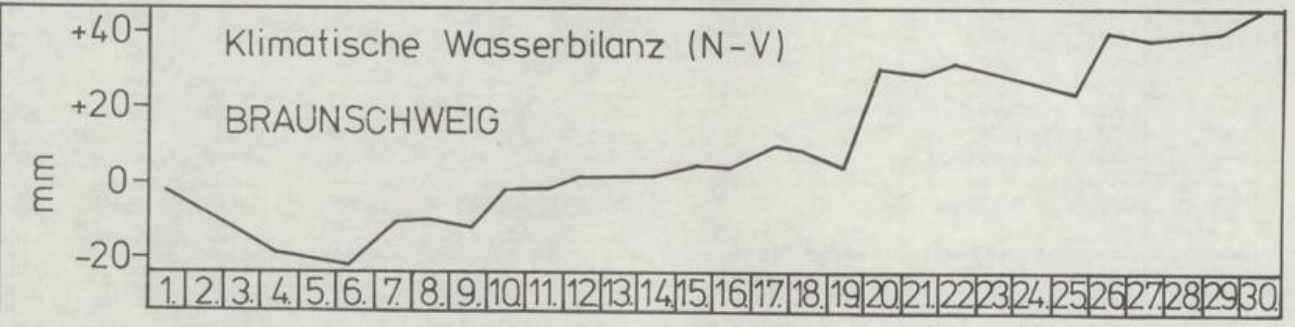 +40
Klimatische Wasserbilanz (N-V)
+20
BRAUNSCHWEIG
mm
0
-20
1. 2. 3. 4. 5. 6. 7. 8. 9. 10. 11. 12. 13. 14. 15. 16. 17. 18. 19. 20. 21. 22. 23. 24. 25. 26. 27. 28. 29. 30.